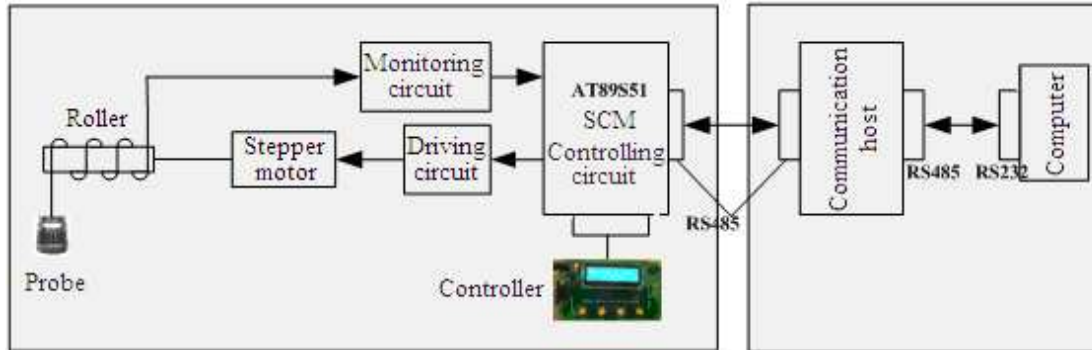 Monitoring
circuit
Roller
Stepper
motor
Driving
circuit
AT89S51
SCM
Controlling
circuit
Probe
Controller
RS485
Communication
host
RS485
RS232
Computer